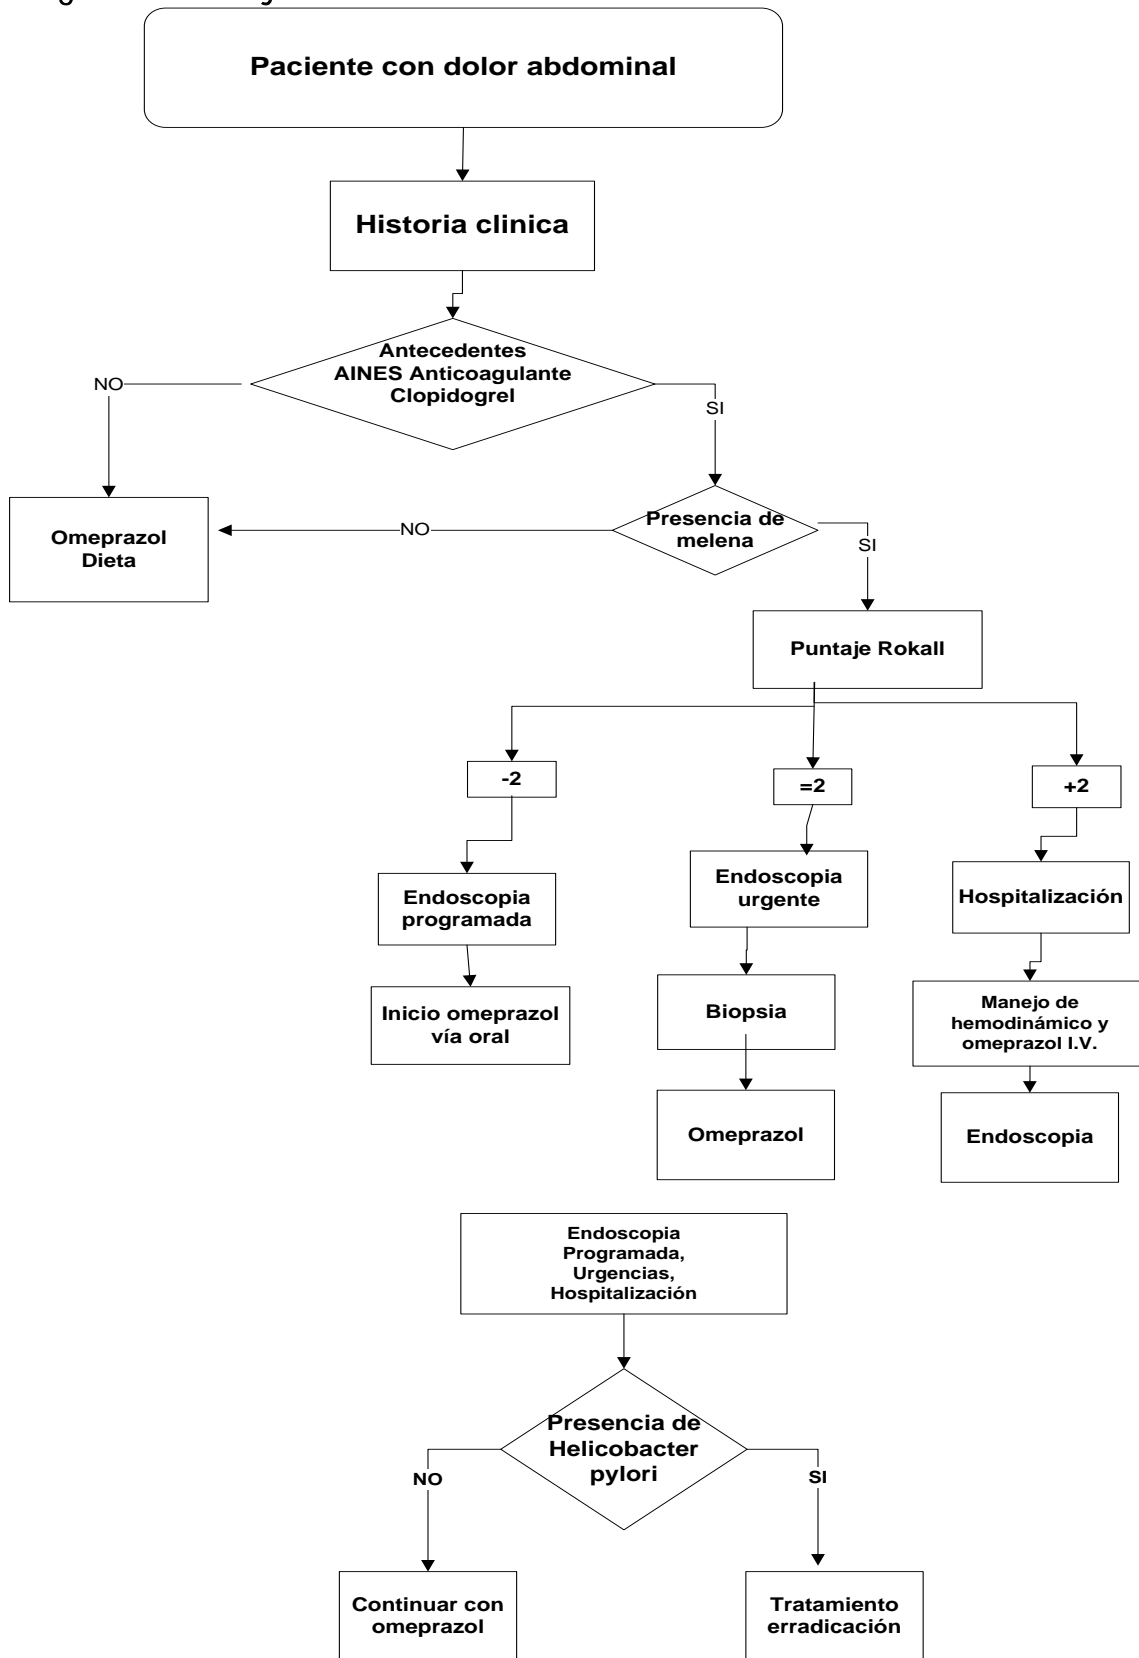 Paciente con dolor abdominal
Historia clinica
Antecedentes
AINES Anticoagulante
Clopidogrel
NO
SI
Omeprazol
Dieta
NO
Presencia de
melena
SI
Puntaje Rokall
-2
=2
+2
Endoscopia
programada
Endoscopia
urgente
Hospitalización
Inicio omeprazol
vía oral
Biopsia
Manejo de
hemodinámico y
omeprazol I.V.
Omeprazol
Endoscopia
Endoscopia
Programada,
Urgencias,
Hospitalización
Presencia de
Helicobacter
pylori
NO
SI
Continuar con
omeprazol
Tratamiento
erradicación